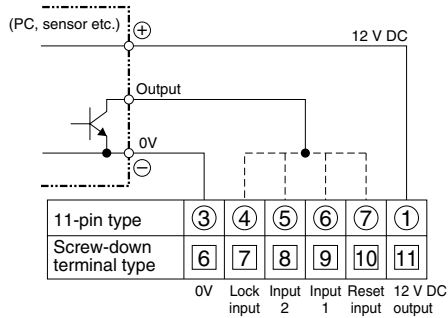 (PC, sensor etc.)
⊕
12 V DC
Output
0V
⊖
11-pin type ③ ④ ⑤ ⑥ ⑦ ①
Screw-down
terminal type 6 7 8 9 10 11
0V Lock input Input 2 Input 1 Reset input 12 V DC output